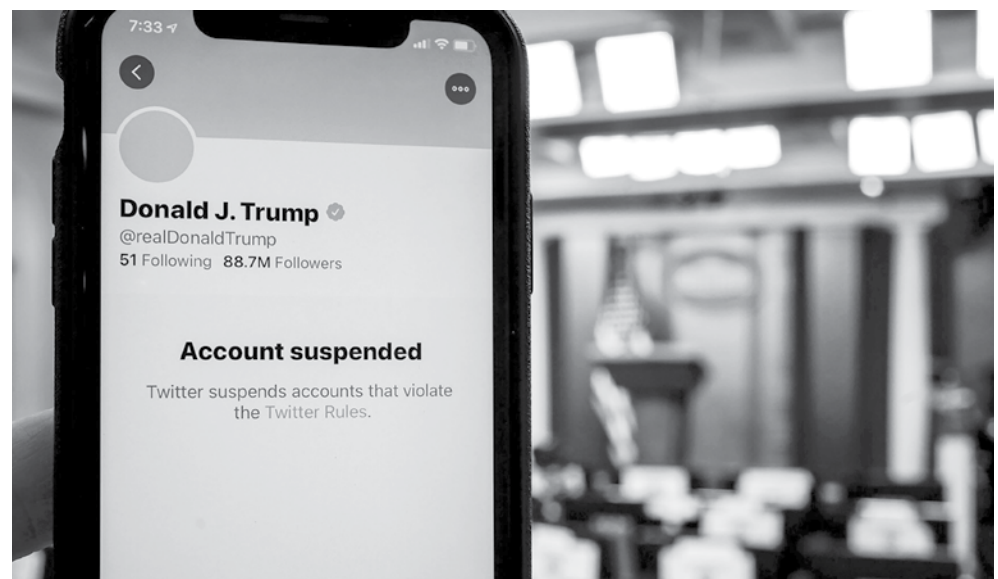 7:33
Donald J. Trump
@realDonaldTrump
51 Following 88.7M Followers
Account suspended
Twitter suspends accounts that violate
the Twitter Rules.